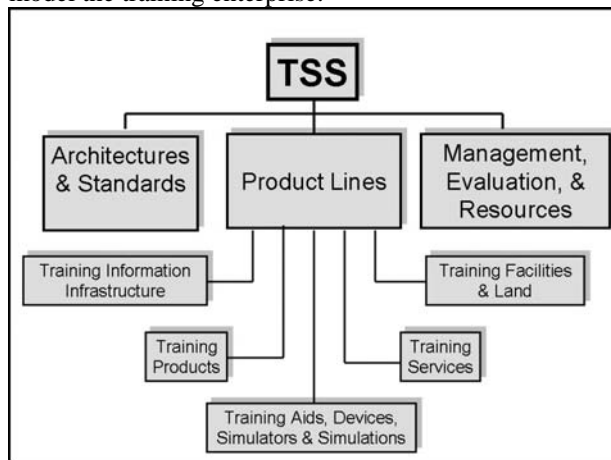 model the training enterprise.
TSS
Architectures
& Standards
Product Lines
Management,
Evaluation, &
Resources
Training Information
Infrastructure
Training Facilities
& Land
Training
Products
Training
Services
Training Aids, Devices,
Simulators & Simulations